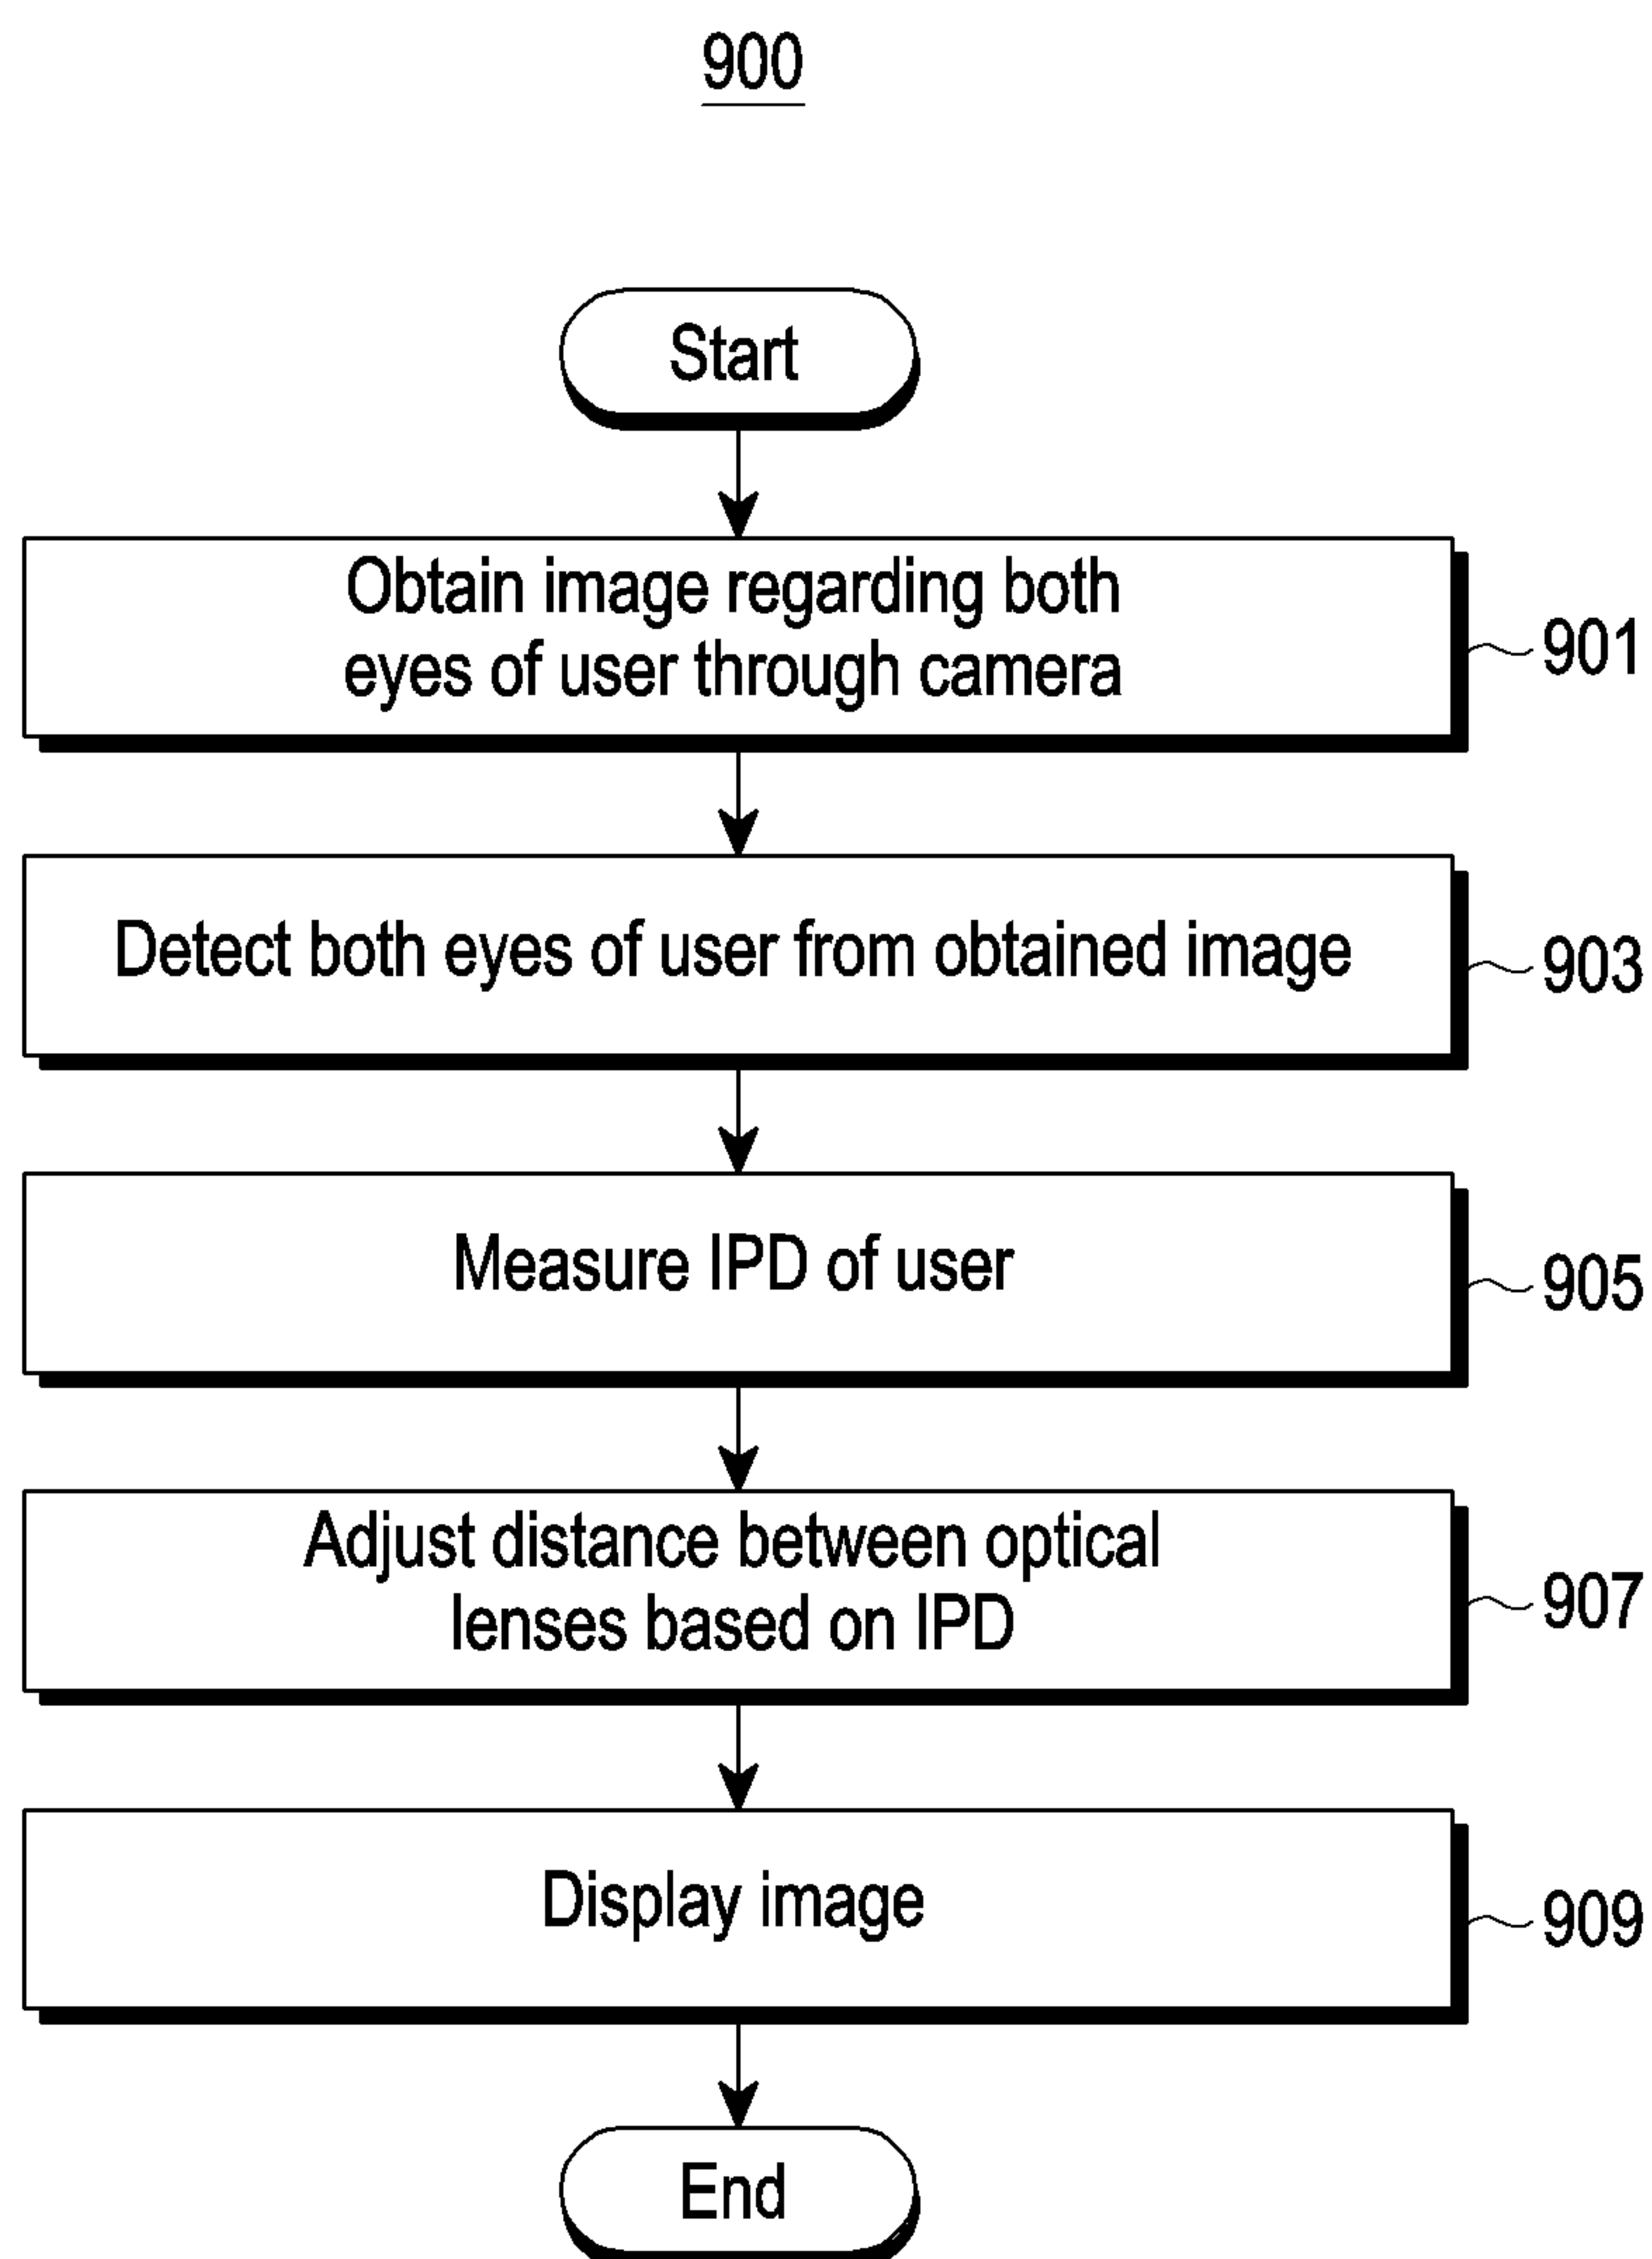 900
Start
Obtain image regarding both
eyes of user through camera
901
Detect both eyes of user from obtained image
903
Measure IPD of user
905
Adjust distance between optical
lenses based on IPD
907
Display image
909
End